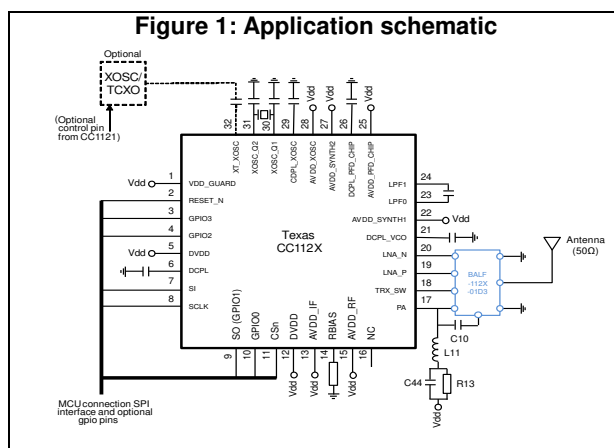 Figure 1: Application schematic
Optional
XOSC/
TCXO
(Optional
control pin
from CC1121)
Vdd
Vdd
Vdd
32
31
30
29
28
27
26
25
XT_XOSC
XOSC_Q2
XOSC_Q1
CDPL_XOSC
AVDD_XOSC
AVDD_SYNTH2
DCPL_PFD_CHIP
AVDD_PFD_CHIP
Vdd
1
VDD_GUARD
2
RESET_N
3
GPIO3
4
GPIO2
Vdd
5
DVDD
6
DCPL
7
SI
8
SCLK
Texas
CC112X
LPF1
24
LPF0
23
AVDD_SYNTH1
22
Vdd
DCPL_VCO
21
LNA_N
20
LNA_P
19
TRX_SW
18
PA
17
BALF
-112X
-01D3
Antenna
(50Ω)
C10
L11
C44
R13
Vdd
SO (GPIO1)
GPIO0
CSn
DVDD
AVDD_IF
RBIAS
AVDD_RF
NC
9
10
11
12
13
14
15
16
Vdd
Vdd
Vdd
MCU connection SPI
interface and optional
gpio pins